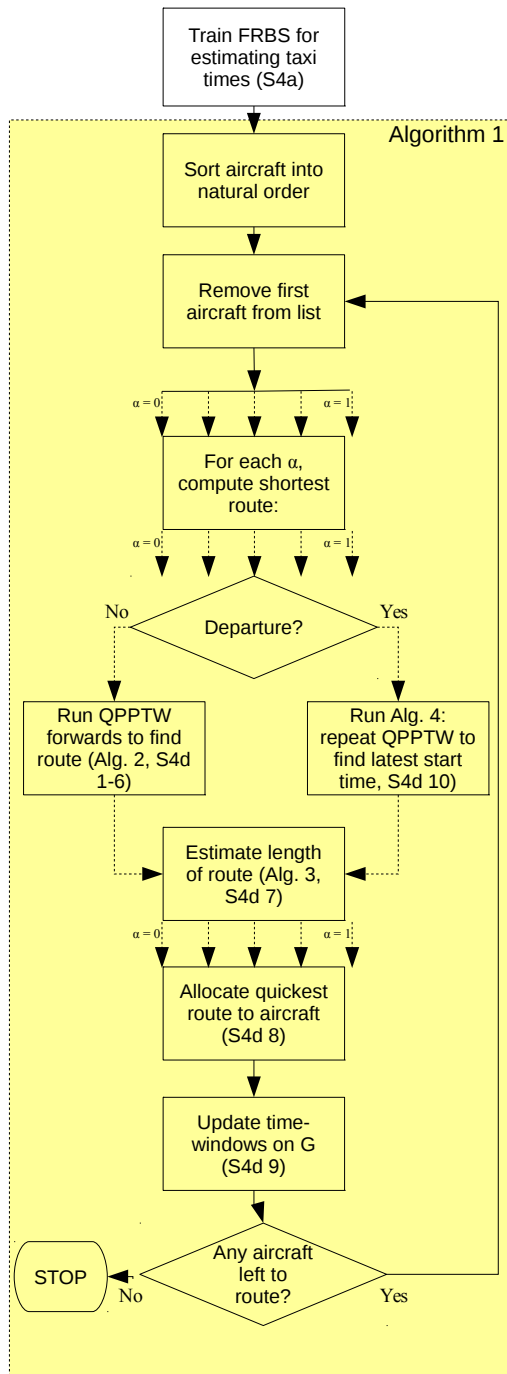 Train FRBS for
estimating taxi
times (S4a)
Algorithm 1
Sort aircraft into
natural order
Remove first
aircraft from list
α = 0
α = 1
For each α,
compute shortest
route:
α = 0
α = 1
No
Yes
Departure?
Run QPPTW
forwards to find
route (Alg. 2, S4d
1-6)
Run Alg. 4:
repeat QPPTW to
find latest start
time, S4d 10)
Estimate length
of route (Alg. 3,
S4d 7)
α = 0
α = 1
Allocate quickest
route to aircraft
(S4d 8)
Update time-
windows on G
(S4d 9)
Any aircraft
left to
route?
STOP
No
Yes